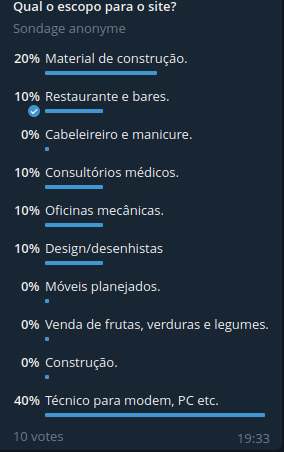 Qual o escopo para o site?
Sondage anonyme
20% Material de construção.
10% Restaurante e bares.
0% Cabeleireiro e manicure.
10% Consultórios médicos.
10% Oficinas mecânicas.
10% Design/desenhistas
0% Móveis planejados.
0% Venda de frutas, verduras e legumes.
0% Construção.
40% Técnico para modem, PC etc.
10 votes 19:33